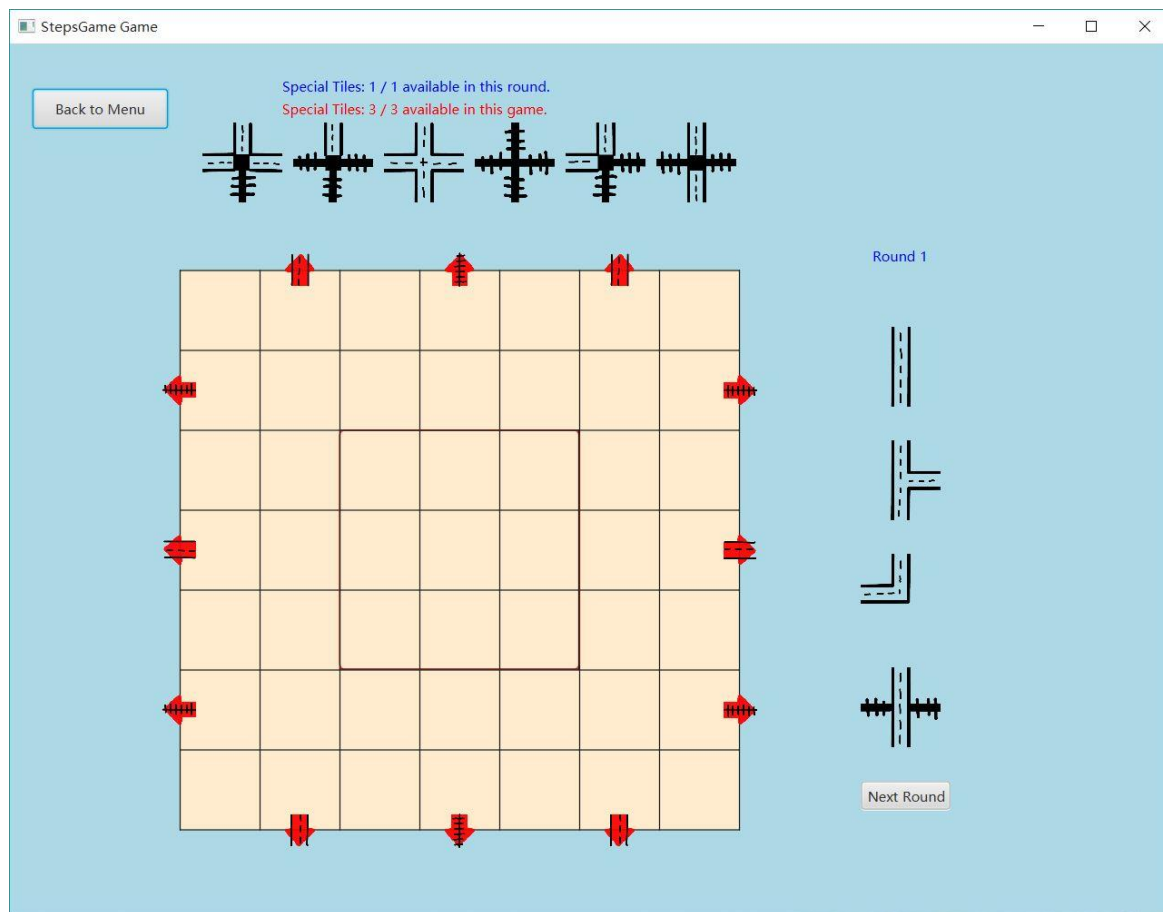 StepsGame Game
Special Tiles: 1 / 1 available in this round.
Back to Menu
Special Tiles: 3 / 3 available in this game.
Round 1
Next Round